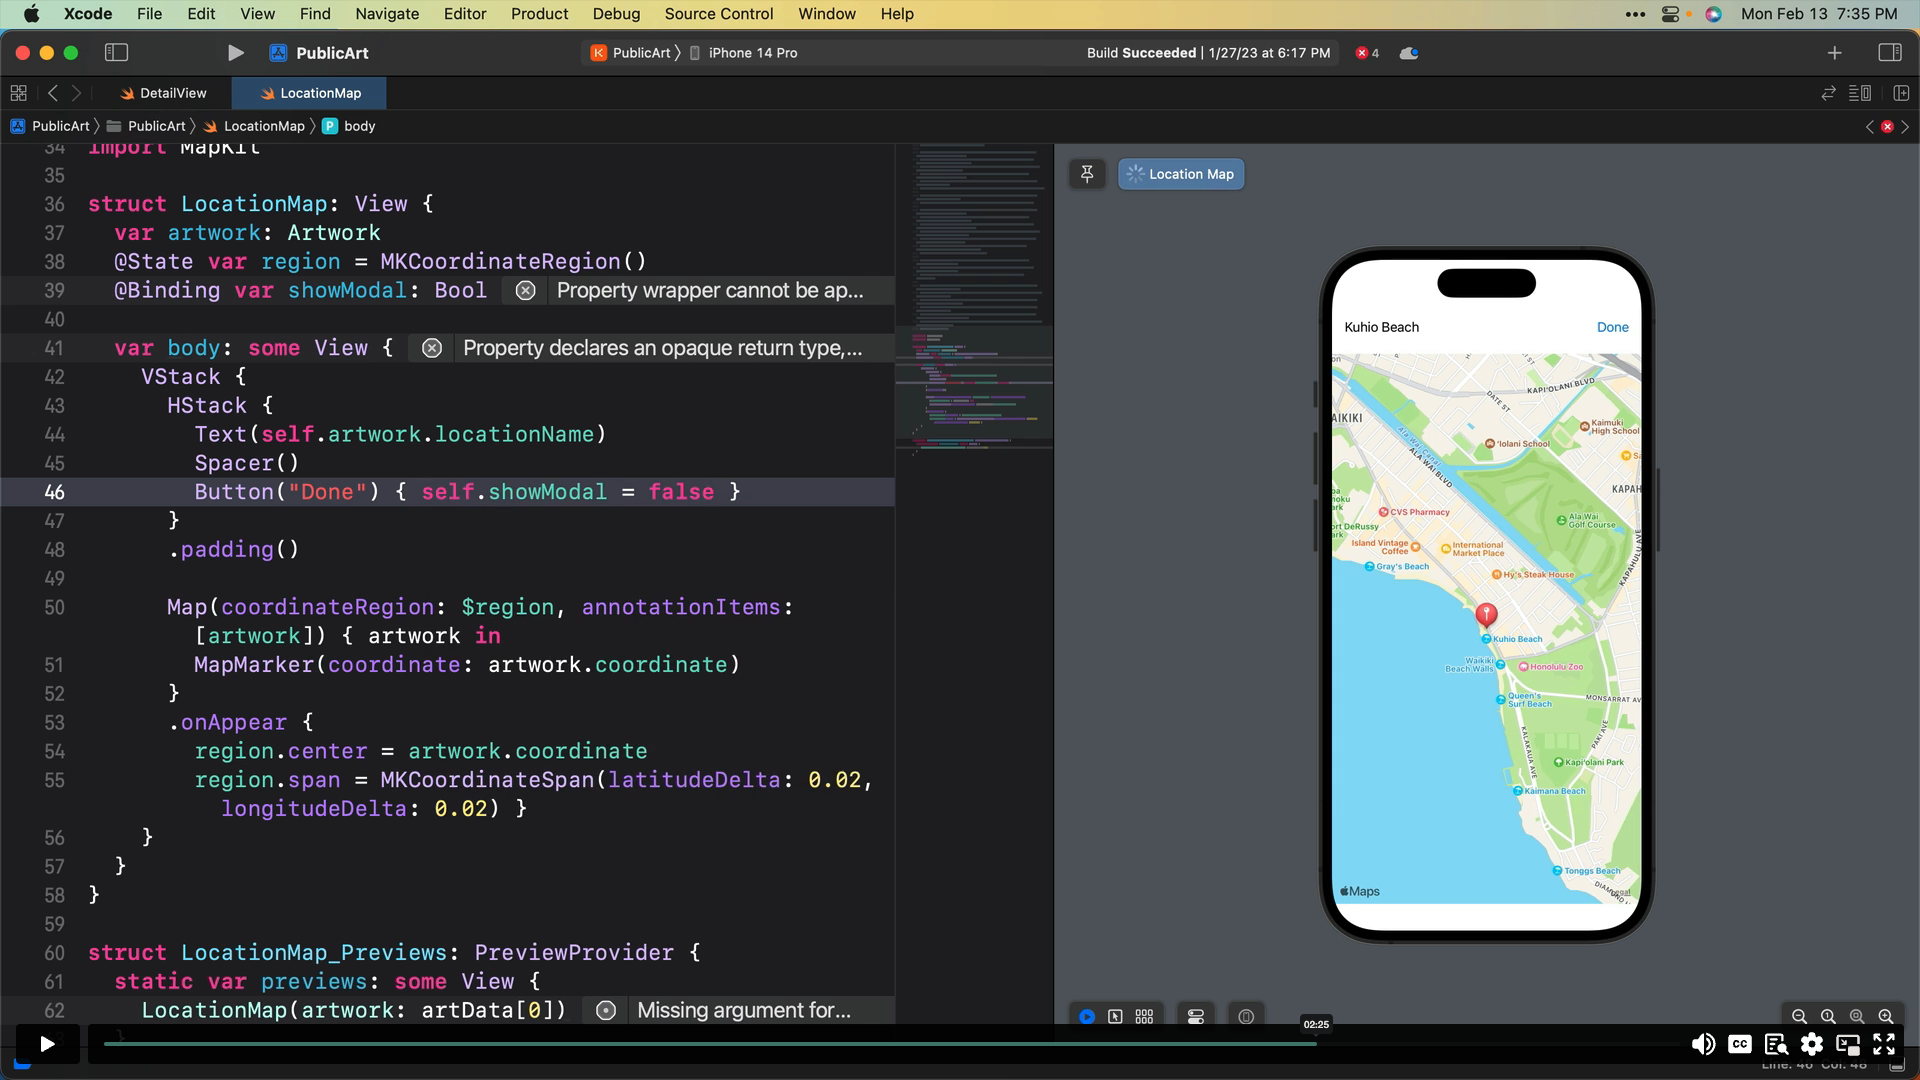 Xcode File Edit View Find Navigate Editor Product Debug Source Control Window Help Mon Feb 13 7:35 PM
PublicArt PublicArt iPhone 14 Pro Build Succeeded | 1/27/23 at 6:17 PM 4
DetailView LocationMap
PublicArt PublicArt LocationMap P body
34 import MapKit
35
36 struct LocationMap: View {
37 var artwork: Artwork
38 @State var region = MKCoordinateRegion()
39 @Binding var showModal: Bool Property wrapper cannot be ap...
40
41 var body: some View { Property declares an opaque return type,...
42 VStack {
43 HStack {
44 Text(self.artwork.locationName)
45 Spacer()
46 Button("Done") { self.showModal = false }
47 }
48 .padding()
49
50 Map(coordinateRegion: $region, annotationItems:
[artwork]) { artwork in
51 MapMarker(coordinate: artwork.coordinate)
52 }
53 .onAppear {
54 region.center = artwork.coordinate
55 region.span = MKCoordinateSpan(latitudeDelta: 0.02,
longitudeDelta: 0.02) }
56 }
57 }
58 }
59
60 struct LocationMap_Previews: PreviewProvider {
61 static var previews: some View {
62 LocationMap(artwork: artData[0]) Missing argument for...
Location Map
Kuhio Beach Done
KAPI'OLANI BLVD
DATE ST
AIKIKI
Kaimuki
High School
'Iolani School
Ala Wai Canal
ALA WAI BLVD
KAPAH
CVS Pharmacy
Ala Wai
Golf Course
ort DeRussy
Island Vintage
Coffee
International
Market Place
KAPAHULU AVE
Gray's Beach
Hy's Steak House
Kuhio Beach
Waikiki
Beach Walls
Honolulu Zoo
Queen's
Surf Beach
MONSARRAT AV
KALAKAUA AVE
PAKI AVE
Kapi'olani Park
Kaimana Beach
Tonggs Beach
Maps
Legal
02:25
CC